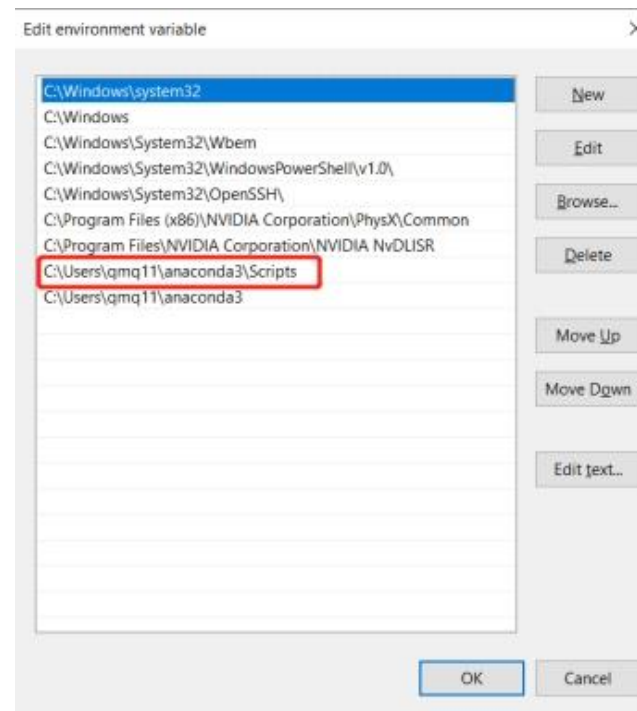 Edit environment variable
C:\Windows\system32
C:\Windows
C:\Windows\System32\Wbem
C:\Windows\System32\WindowsPowerShell\v1.0\
C:\Windows\System32\OpenSSH\
C:\Program Files (x86)\NVIDIA Corporation\PhysX\Common
C:\Program Files\NVIDIA Corporation\NVIDIA NvDLISR
C:\Users\qmq11\anaconda3\Scripts
C:\Users\qmq11\anaconda3
New
Edit
Browse...
Delete
Move Up
Move Down
Edit text...
OK
Cancel